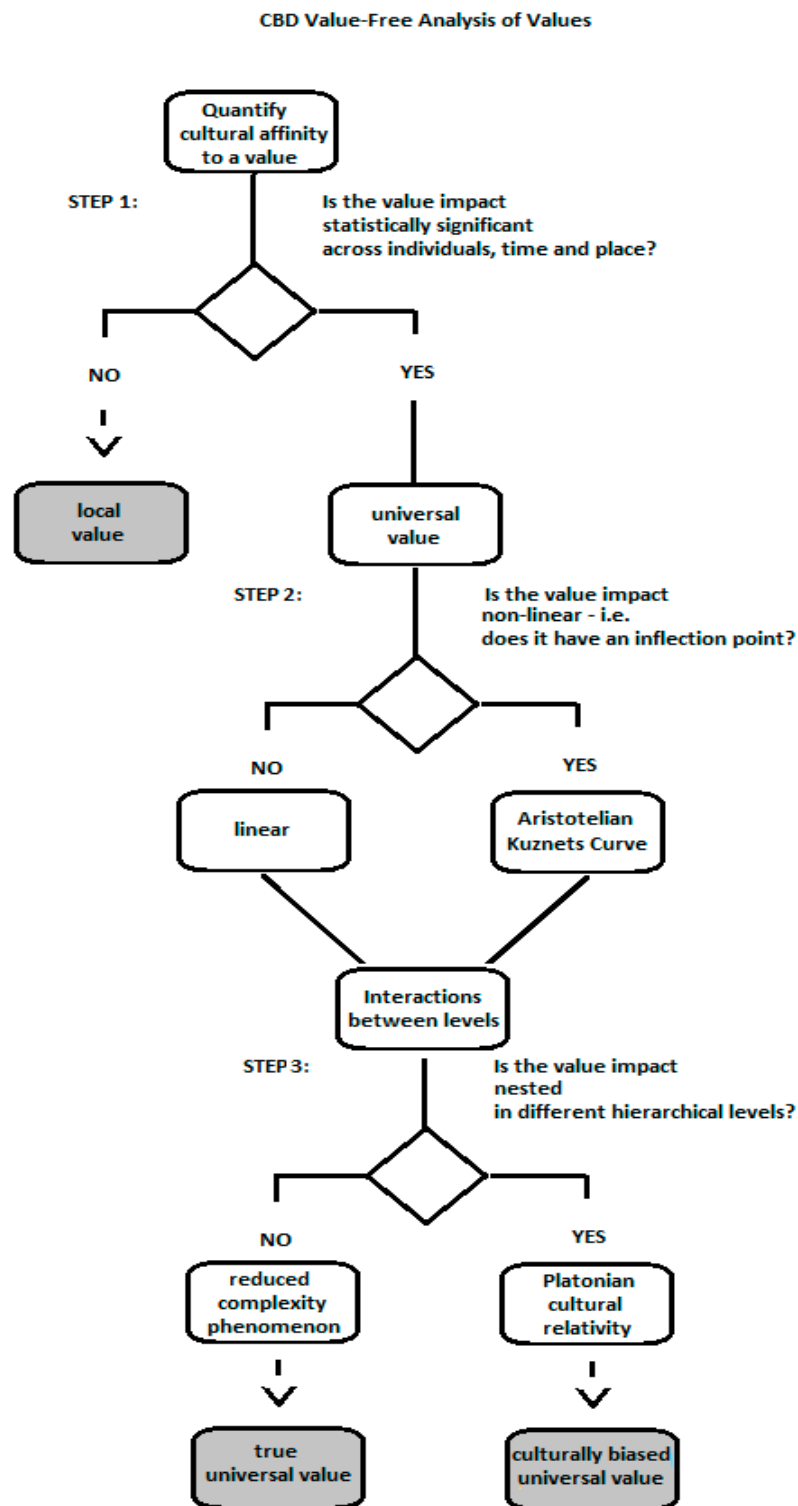 CBD Value-Free Analysis of Values
Quantify
cultural affinity
to a value
STEP 1:
Is the value impact
statistically significant
across individuals, time and place?
NO
YES
local
value
universal
value
STEP 2:
Is the value impact
non-linear - i.e.
does it have an inflection point?
NO
YES
linear
Aristotelian
Kuznets Curve
Interactions
between levels
STEP 3:
Is the value impact
nested
in different hierarchical levels?
NO
YES
reduced
complexity
phenomenon
Platonian
cultural
relativity
true
universal value
culturally biased
universal value